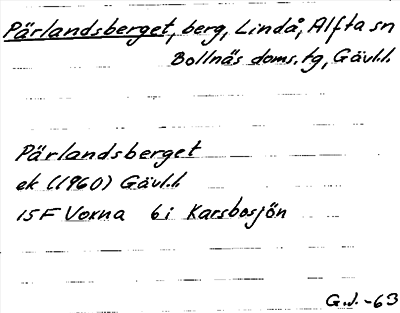 Pärlandsberget, berg, Lindå, Alfta sn
Bollnäs doms.tg, Gävl.l.
Pärlandsberget
ek (1960) Gävl.l.
15F Voxna 6i Karsbosjön
G.J.-63